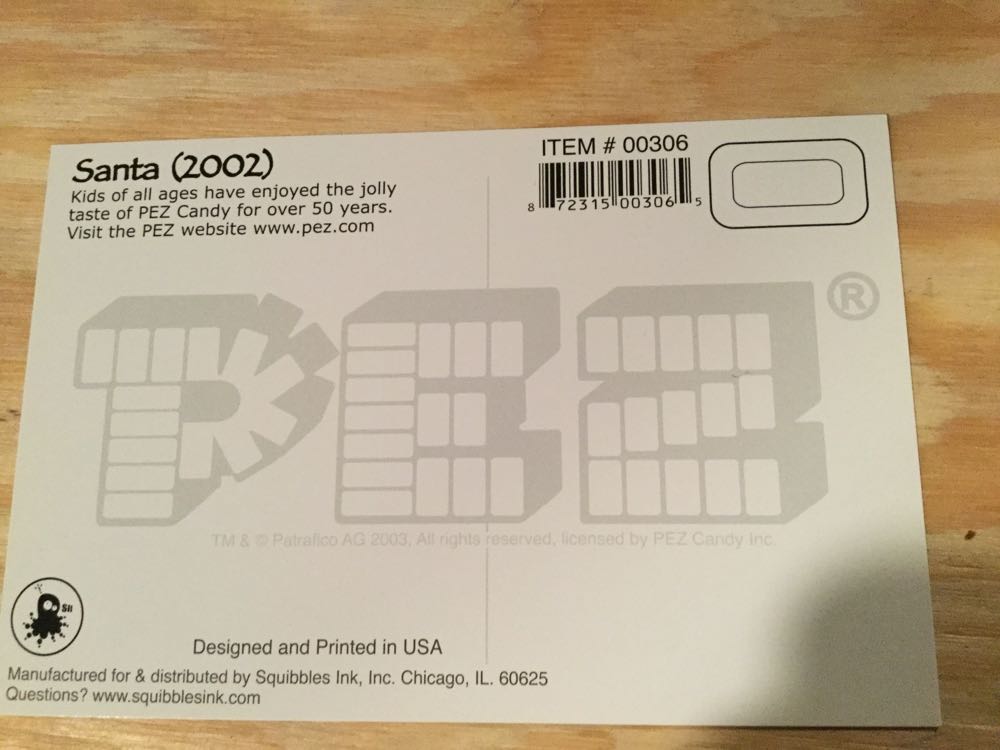 Santa (2002)
Kids of all ages have enjoyed the jolly
taste of PEZ Candy for over 50 years.
Visit the PEZ website www.pez.com
ITEM # 00306
8 72315 00306 5
PEZ®
TM & © Patrafico AG 2003, All rights reserved, licensed by PEZ Candy Inc.
SII
Designed and Printed in USA
Manufactured for & distributed by Squibbles Ink, Inc. Chicago, IL. 60625
Questions? www.squibblesink.com